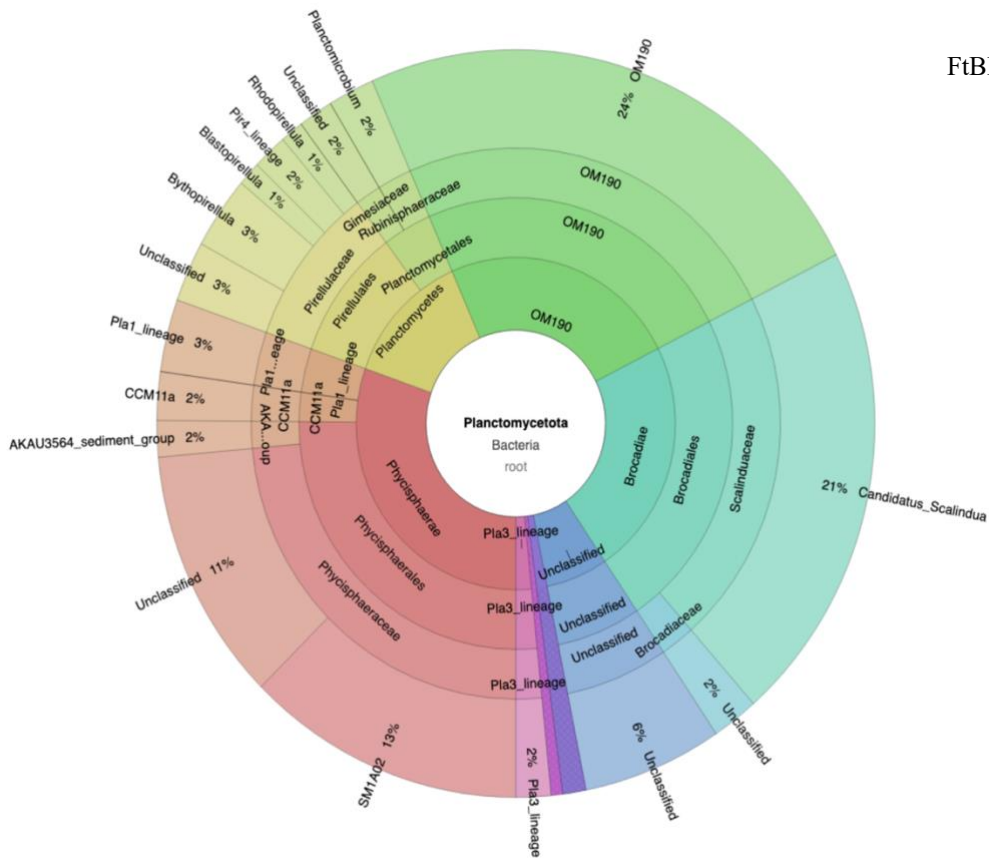 FtB
Planctomycetota
Bacteria
root
OM190
OM190
OM190
24% OM190
Brocadiae
Brocadiales
Scalinduaceae
21% Candidatus_Scalindua
Brocadiaceae
2% Unclassified
Unclassified
Unclassified
Unclassified
6% Unclassified
Pla3_lineage
Pla3_lineage
Pla3_lineage
2% Pla3_lineage
Phycisphaerae
Phycisphaerales
Phycisphaeraceae
SM1A02 13%
Unclassified 11%
AKA...oup
AKAU3564_sediment_group 2%
CCM11a
CCM11a
CCM11a 2%
Pla1_lineage
Pla1...eage
Pla1_lineage 3%
Planctomycetes
Pirellulales
Pirellulaceae
Unclassified 3%
Bythopirellula 3%
Blastopirellula 1%
Pir4_lineage 2%
Rhodopirellula 1%
Planctomycetales
Gimesiaceae
Unclassified 2%
Rubinisphaeraceae
Planctomicrobium 2%